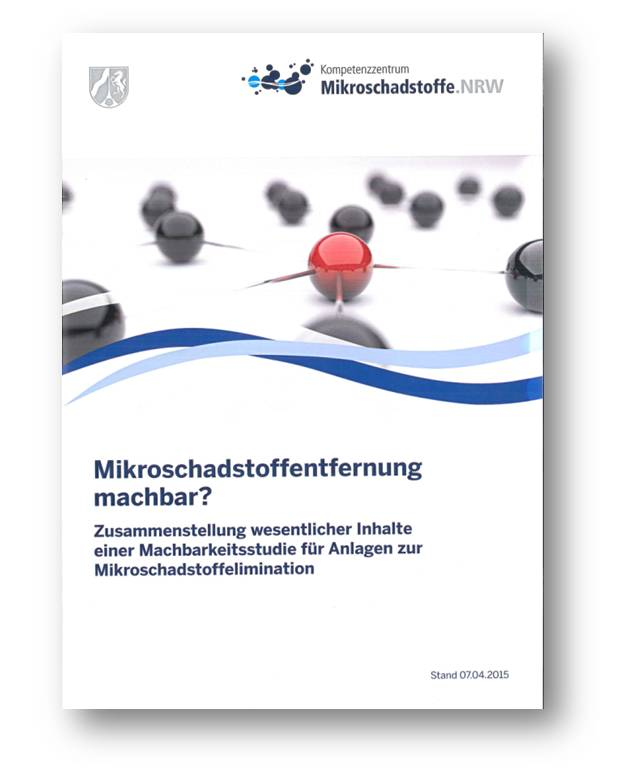 Kompetenzzentrum
Mikroschadstoffe.NRW
Mikroschadstoffentfernung
machbar?
Zusammenstellung wesentlicher Inhalte
einer Machbarkeitsstudie für Anlagen zur
Mikroschadstoffelimination
Stand 07.04.2015